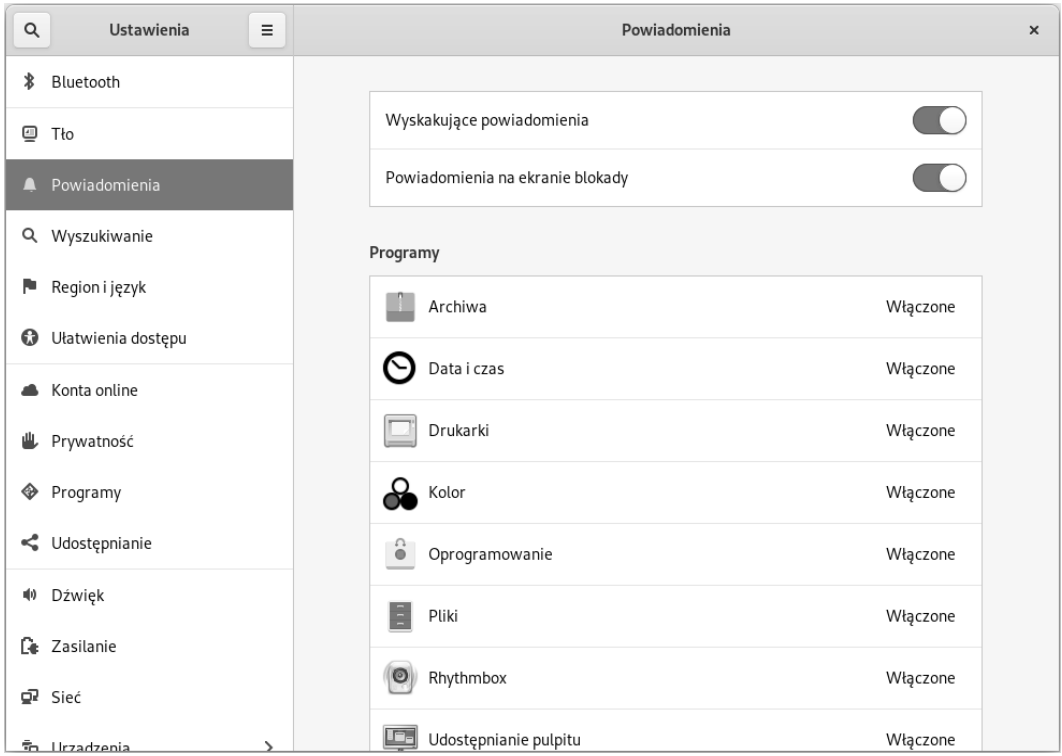 Ustawienia
Powiadomienia
Bluetooth
Tło
Powiadomienia
Wyszukiwanie
Region i język
Ułatwienia dostępu
Konta online
Prywatność
Programy
Udostępnianie
Dźwięk
Zasilanie
Sieć
Urządzenia
Wyskakujące powiadomienia
Powiadomienia na ekranie blokady
Programy
Archiwa Włączone
Data i czas Włączone
Drukarki Włączone
Kolor Włączone
Oprogramowanie Włączone
Pliki Włączone
Rhythmbox Włączone
Udostępnianie pulpitu Włączone